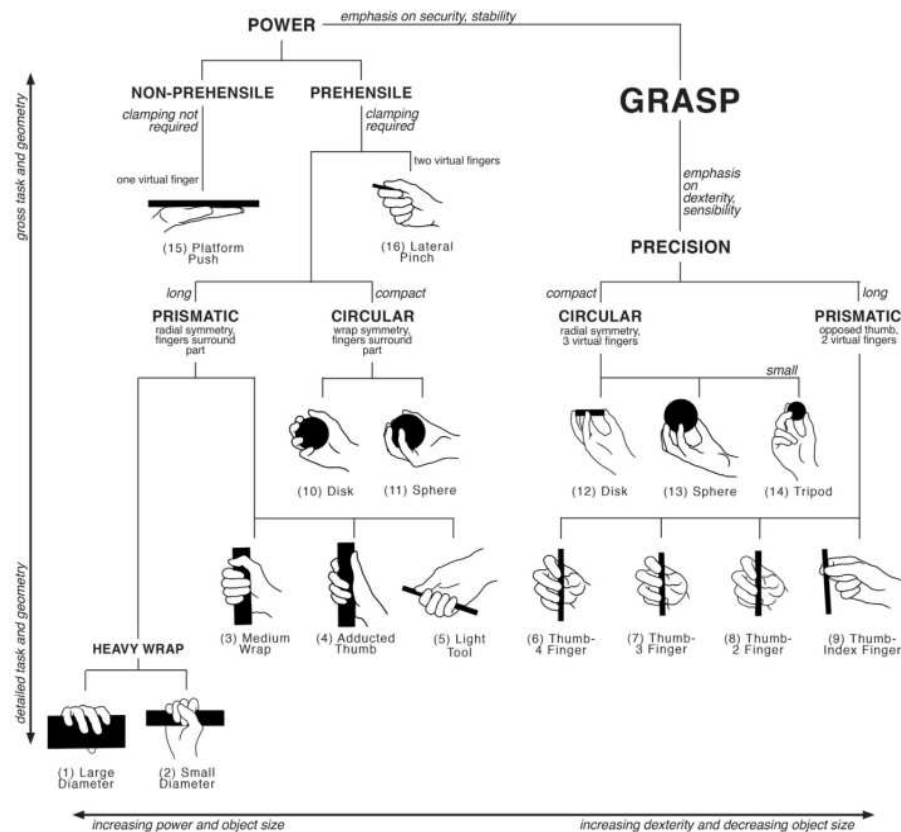 emphasis on security, stability
POWER
NON-PREHENSILE
clamping not
required
one virtual finger
(15) Platform
Push
PREHENSILE
clamping
required
two virtual fingers
(16) Lateral
Pinch
GRASP
emphasis
on
dexterity,
sensibility
PRECISION
long
PRISMATIC
radial symmetry,
fingers surround
part
compact
CIRCULAR
wrap symmetry,
fingers surround
part
compact
CIRCULAR
radial symmetry,
3 virtual fingers
long
PRISMATIC
opposed thumb,
2 virtual fingers
small
(10) Disk
(11) Sphere
(12) Disk
(13) Sphere
(14) Tripod
(3) Medium
Wrap
(4) Adducted
Thumb
(5) Light
Tool
(6) Thumb-
4 Finger
(7) Thumb-
3 Finger
(8) Thumb-
2 Finger
(9) Thumb-
Index Finger
HEAVY WRAP
(1) Large
Diameter
(2) Small
Diameter
gross task and geometry
detailed task and geometry
increasing power and object size
increasing dexterity and decreasing object size